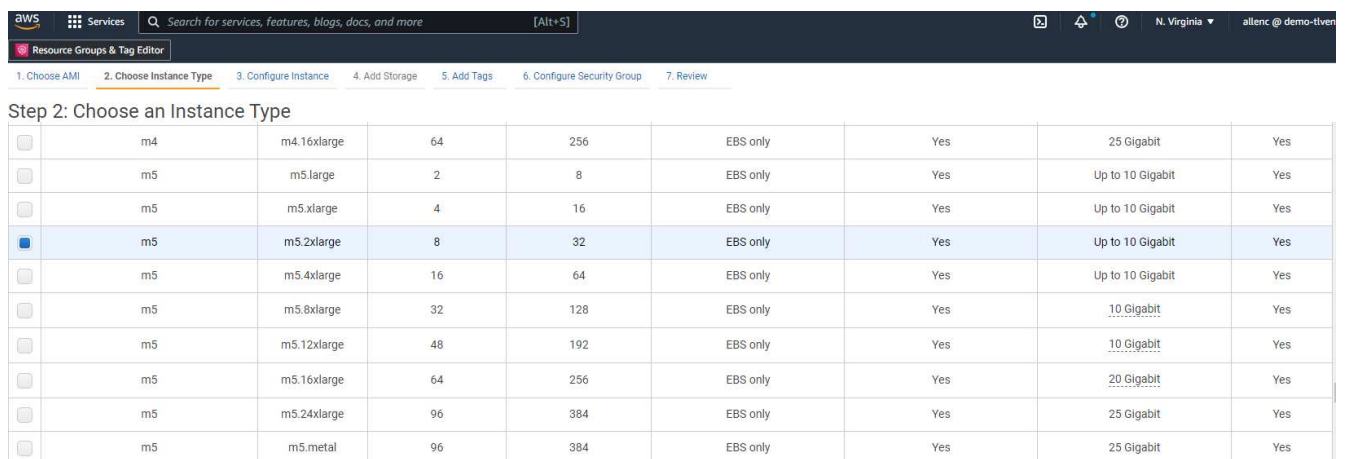 aws Services Search for services, features, blogs, docs, and more [Alt+S] N. Virginia ▼ allenc @ demo-tlven
Resource Groups & Tag Editor
1. Choose AMI 2. Choose Instance Type 3. Configure Instance 4. Add Storage 5. Add Tags 6. Configure Security Group 7. Review
Step 2: Choose an Instance Type
m4 m4.16xlarge 64 256 EBS only Yes 25 Gigabit Yes
m5 m5.large 2 8 EBS only Yes Up to 10 Gigabit Yes
m5 m5.xlarge 4 16 EBS only Yes Up to 10 Gigabit Yes
m5 m5.2xlarge 8 32 EBS only Yes Up to 10 Gigabit Yes
m5 m5.4xlarge 16 64 EBS only Yes Up to 10 Gigabit Yes
m5 m5.8xlarge 32 128 EBS only Yes 10 Gigabit Yes
m5 m5.12xlarge 48 192 EBS only Yes 10 Gigabit Yes
m5 m5.16xlarge 64 256 EBS only Yes 20 Gigabit Yes
m5 m5.24xlarge 96 384 EBS only Yes 25 Gigabit Yes
m5 m5.metal 96 384 EBS only Yes 25 Gigabit Yes